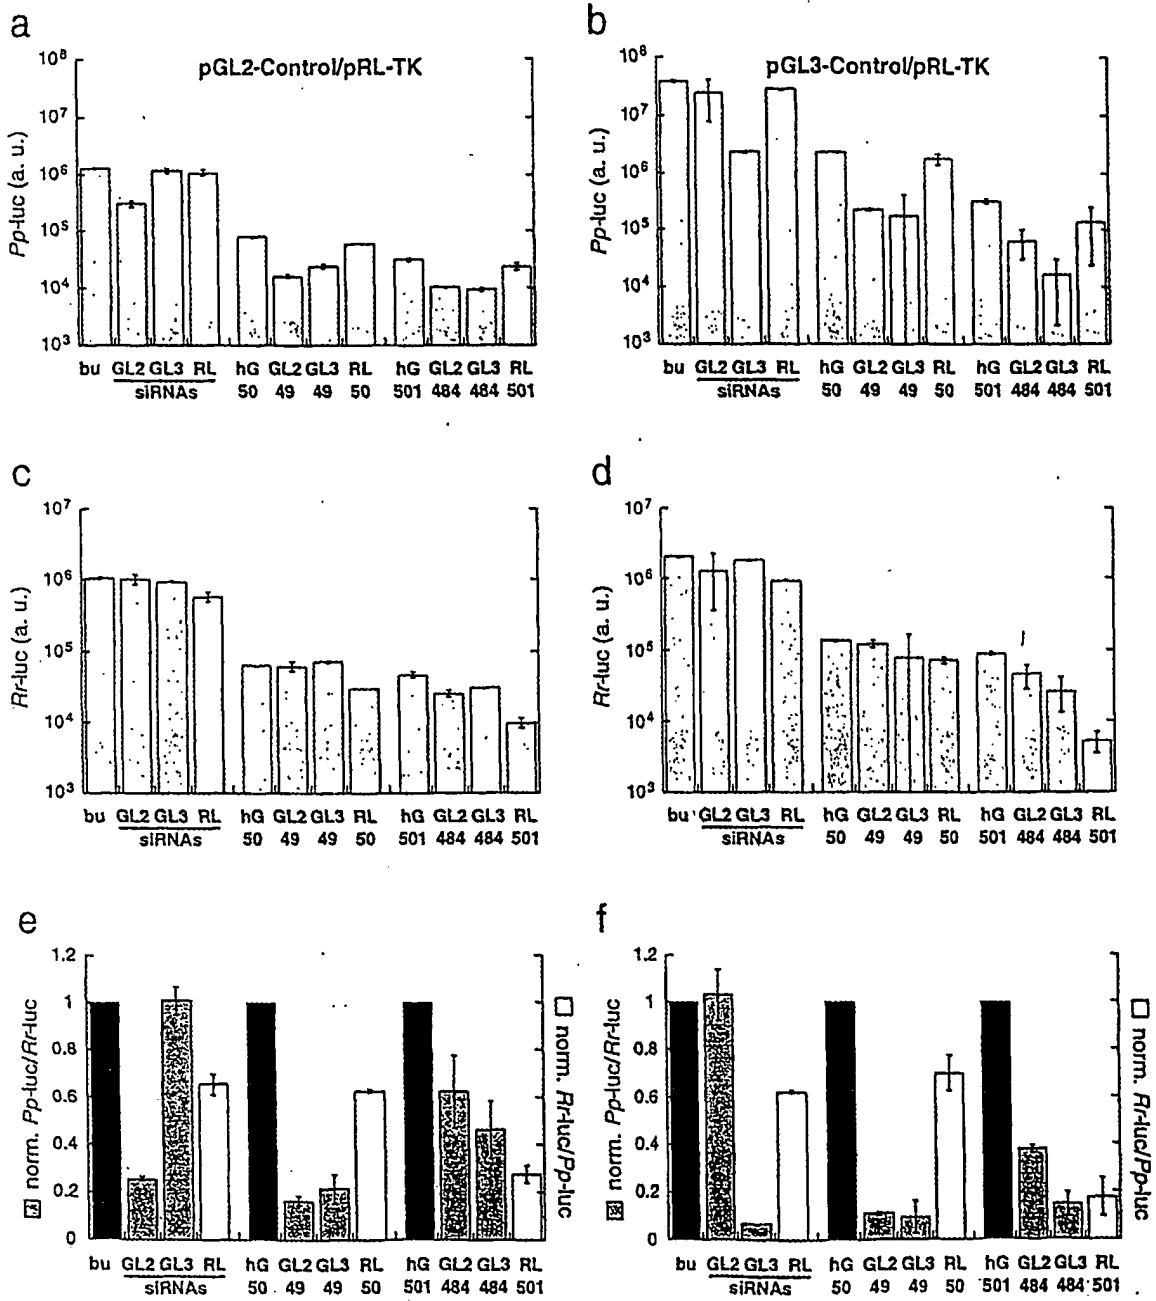 a
pGL2-Control/pRL-TK
Pp-luc (a. u.)
10⁸
10⁷
10⁶
10⁵
10⁴
10³
bu GL2 GL3 RL hG GL2 GL3 RL hG GL2 GL3 RL
siRNAs 50 49 49 50 501 484 484 501
b
pGL3-Control/pRL-TK
Pp-luc (a. u.)
10⁸
10⁷
10⁶
10⁵
10⁴
10³
bu GL2 GL3 RL hG GL2 GL3 RL hG GL2 GL3 RL
siRNAs 50 49 49 50 501 484 484 501
c
Rr-luc (a. u.)
10⁷
10⁶
10⁵
10⁴
10³
bu GL2 GL3 RL hG GL2 GL3 RL hG GL2 GL3 RL
siRNAs 50 49 49 50 501 484 484 501
d
Rr-luc (a. u.)
10⁷
10⁶
10⁵
10⁴
10³
bu GL2 GL3 RL hG GL2 GL3 RL hG GL2 GL3 RL
siRNAs 50 49 49 50 501 484 484 501
e
norm. Pp-luc/Rr-luc
1.2
1
0.8
0.6
0.4
0.2
0
norm. Rr-luc/Pp-luc
bu GL2 GL3 RL hG GL2 GL3 RL hG GL2 GL3 RL
siRNAs 50 49 49 50 501 484 484 501
f
norm. Pp-luc/Rr-luc
1.2
1
0.8
0.6
0.4
0.2
0
norm. Rr-luc/Pp-luc
bu GL2 GL3 RL hG GL2 GL3 RL hG GL2 GL3 RL
siRNAs 50 49 49 50 501 484 484 501